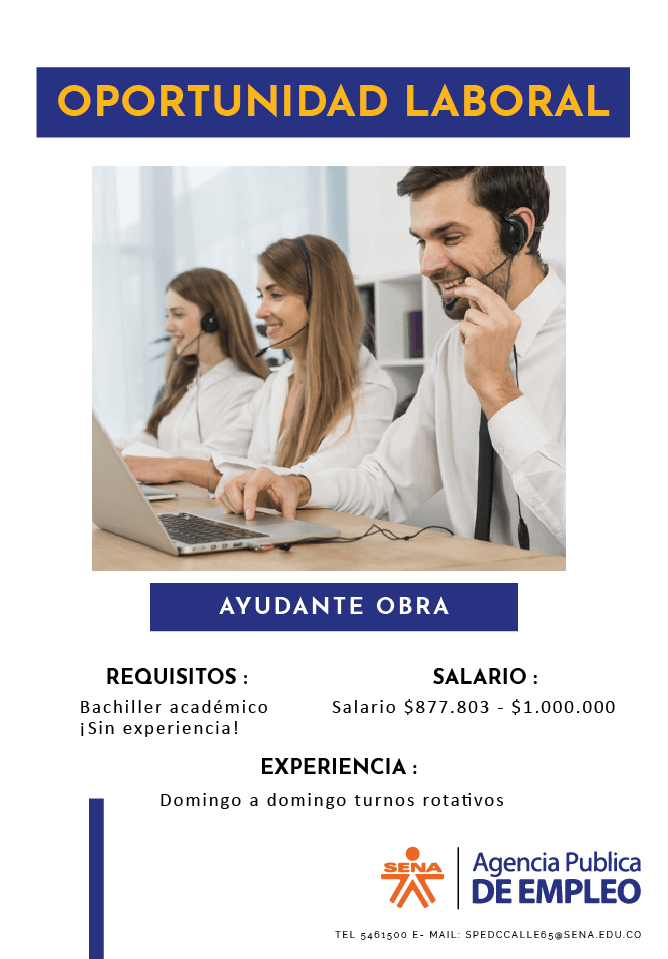 OPORTUNIDAD LABORAL
AYUDANTE OBRA
REQUISITOS :
Bachiller académico
¡Sin experiencia!
SALARIO :
Salario $877.803 - $1.000.000
EXPERIENCIA :
Domingo a domingo turnos rotativos
SENA
Agencia Publica
DE EMPLEO
TEL 5461500 E- MAIL: SPEDCCALLE65@SENA.EDU.CO